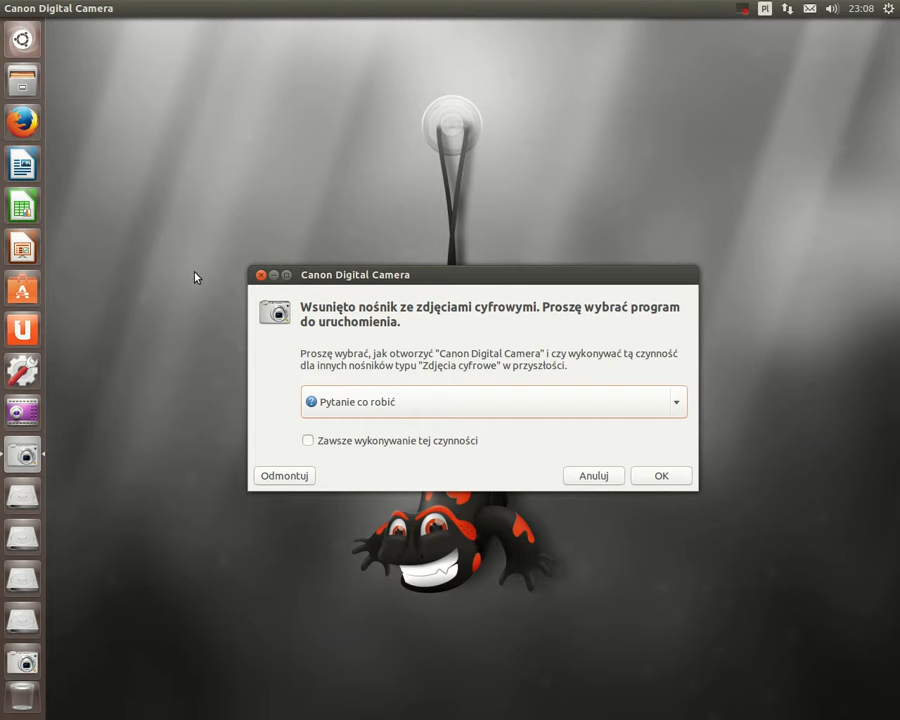 Canon Digital Camera
Pl
23:08
Canon Digital Camera
Wsunięto nośnik ze zdjęciami cyfrowymi. Proszę wybrać program
do uruchomienia.
Proszę wybrać, jak otworzyć "Canon Digital Camera" i czy wykonywać tą czynność
dla innych nośników typu "Zdjęcia cyfrowe" w przyszłości.
Pytanie co robić
Zawsze wykonywanie tej czynności
Odmontuj
Anuluj
OK